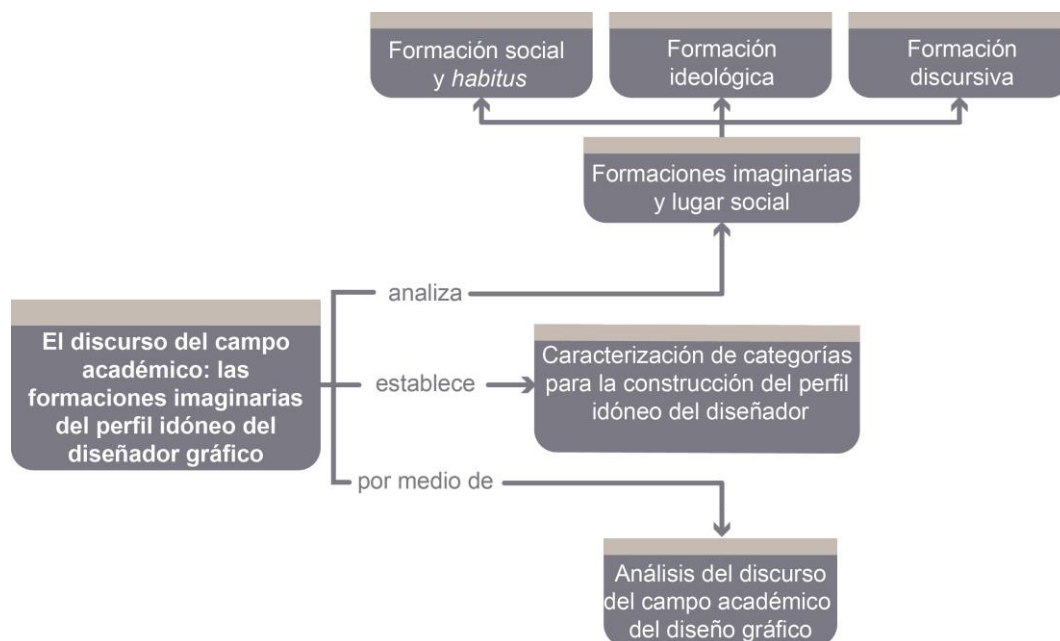 Formación social
y habitus
Formación
ideológica
Formación
discursiva
Formaciones imaginarias
y lugar social
analiza
El discurso del campo
académico: las
formaciones imaginarias
del perfil idóneo del
diseñador gráfico
establece
Caracterización de categorías
para la construcción del perfil
idóneo del diseñador
por medio de
Análisis del discurso
del campo académico
del diseño gráfico